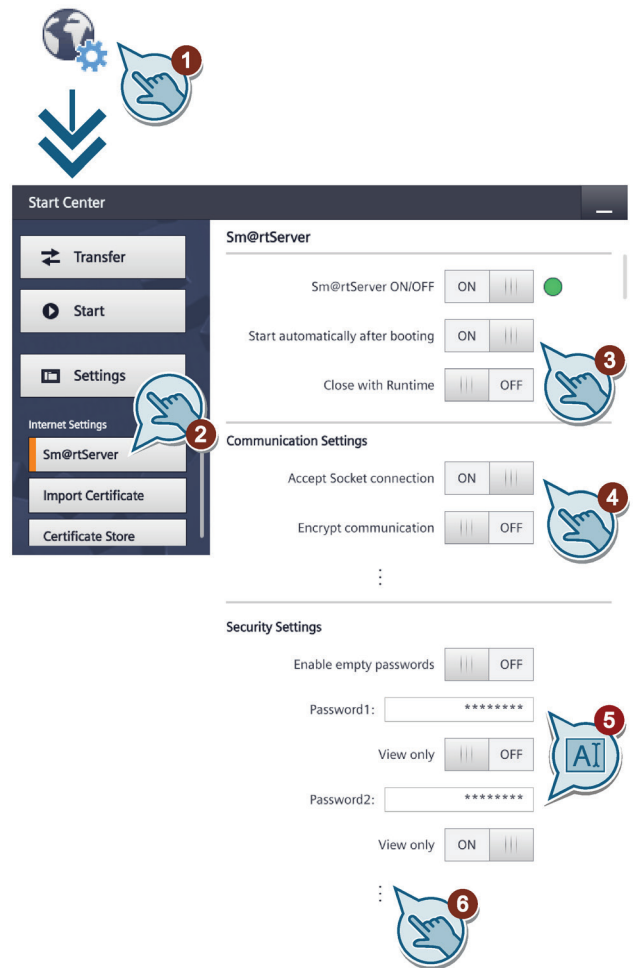 1
Start Center
Transfer
Start
Settings
2
Internet Settings
Sm@rtServer
Import Certificate
Certificate Store
Sm@rtServer
Sm@rtServer ON/OFF ON
Start automatically after booting ON
3
Close with Runtime OFF
Communication Settings
Accept Socket connection ON
4
Encrypt communication OFF
Security Settings
Enable empty passwords OFF
Password1: ********
5
AI
View only OFF
Password2: ********
View only ON
6